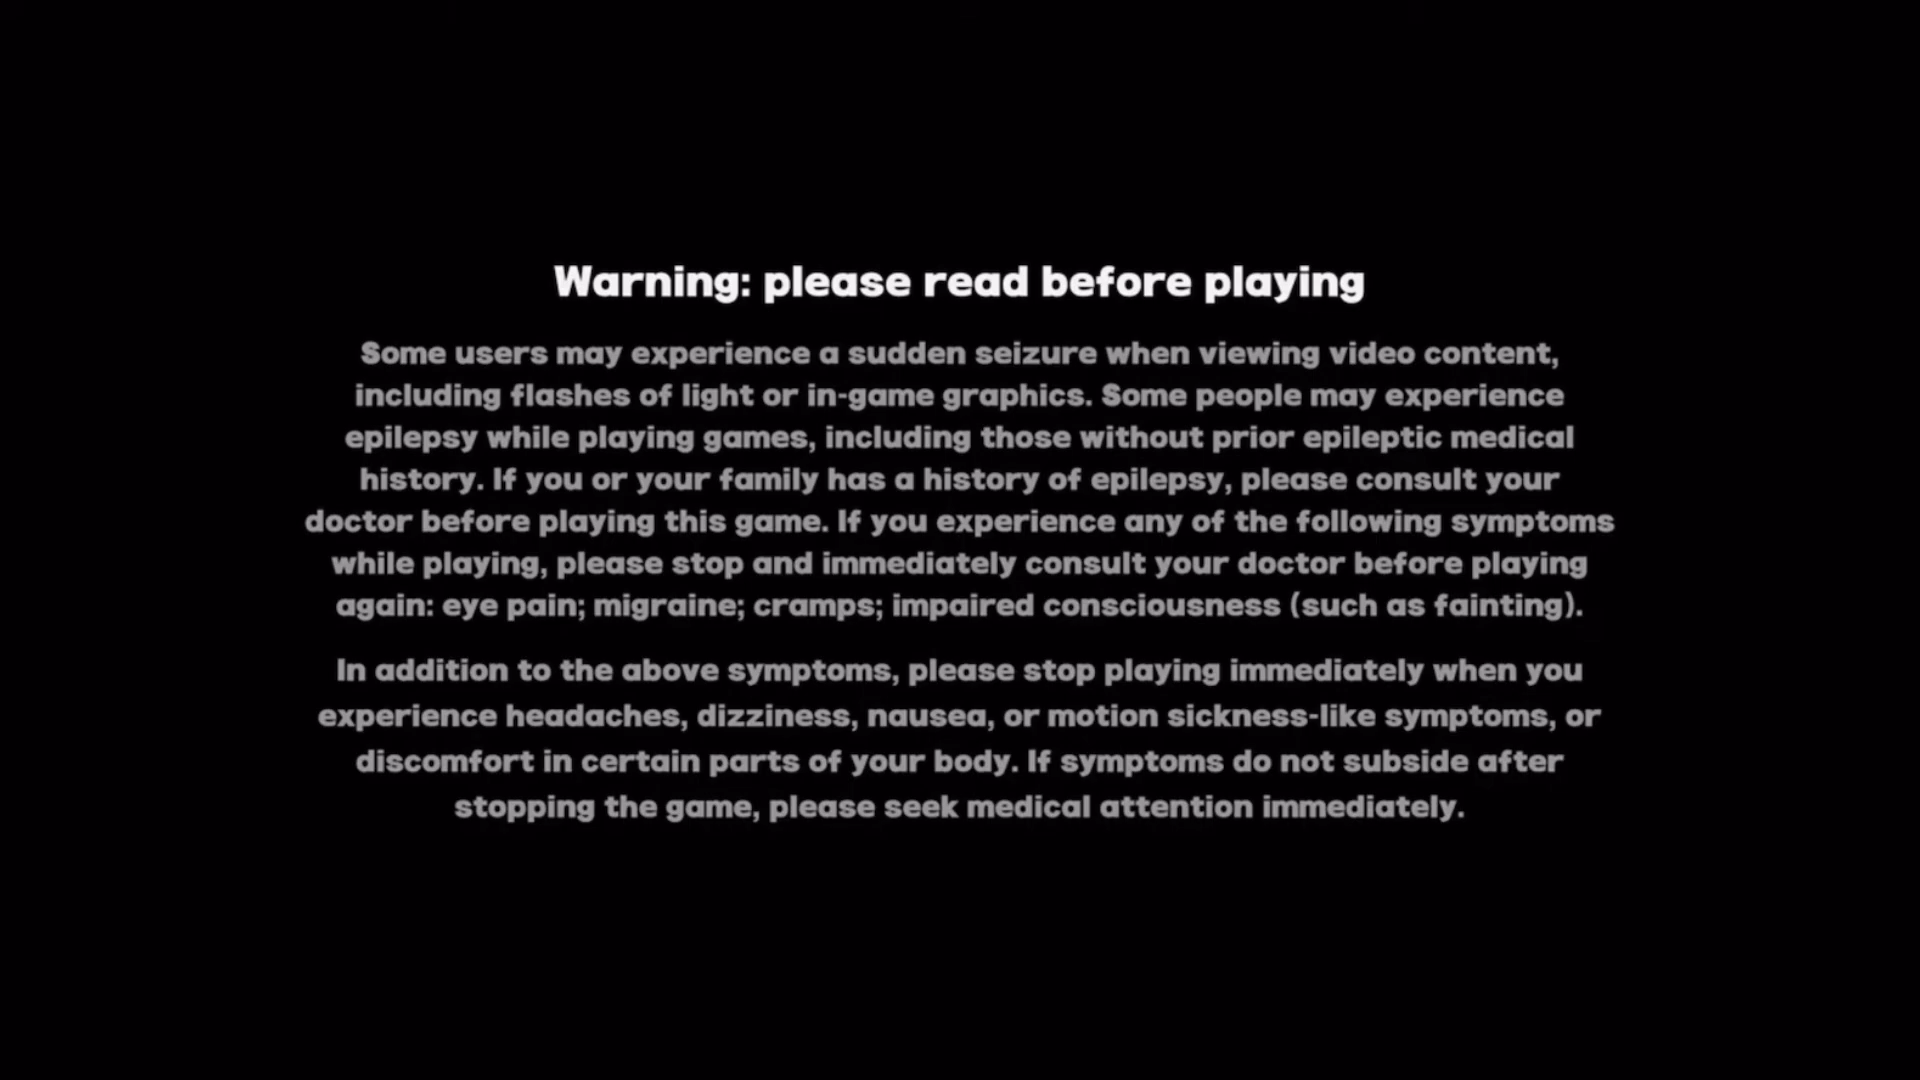 Warning: please read before playing
Some users may experience a sudden seizure when viewing video content,
including flashes of light or in-game graphics. Some people may experience
epilepsy while playing games, including those without prior epileptic medical
history. If you or your family has a history of epilepsy, please consult your
doctor before playing this game. If you experience any of the following symptoms
while playing, please stop and immediately consult your doctor before playing
again: eye pain; migraine; cramps; impaired consciousness (such as fainting).
In addition to the above symptoms, please stop playing immediately when you
experience headaches, dizziness, nausea, or motion sickness-like symptoms, or
discomfort in certain parts of your body. If symptoms do not subside after
stopping the game, please seek medical attention immediately.